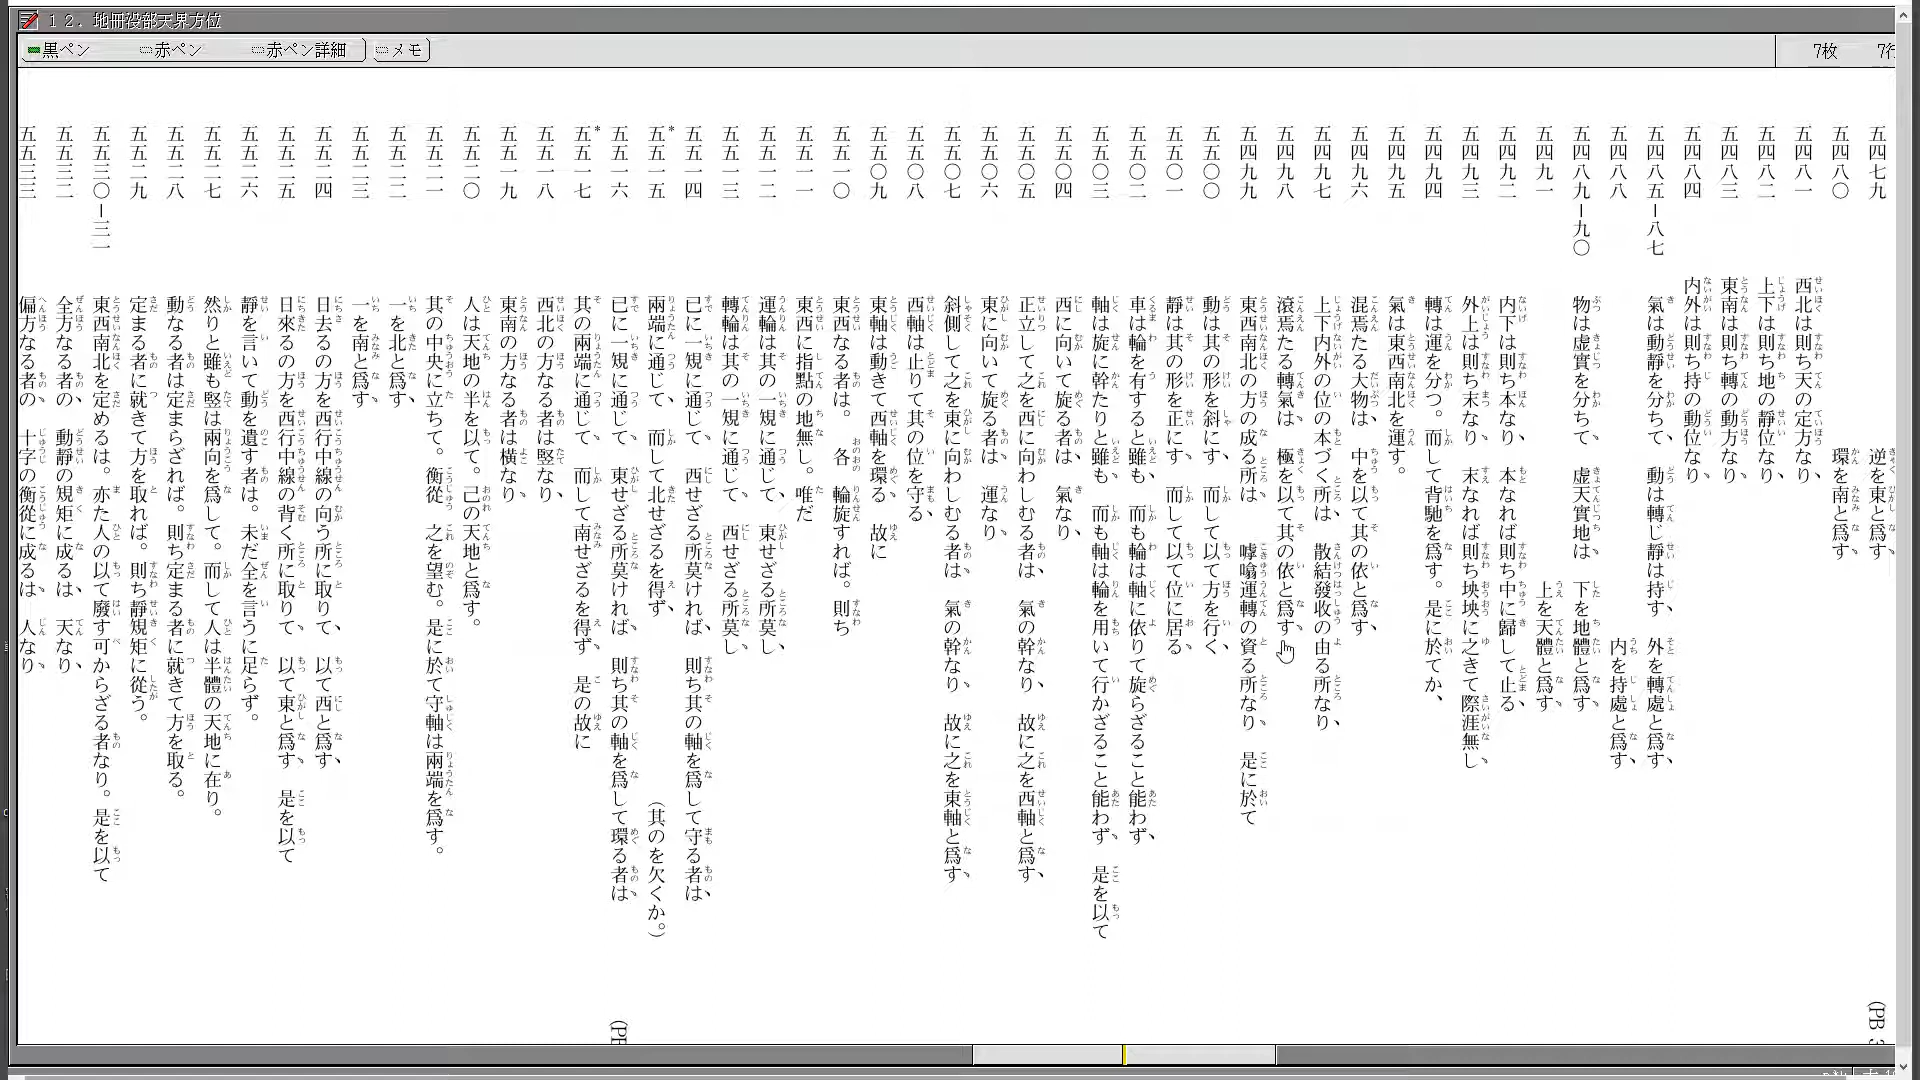 12．地冊没部天界方位
黒ペン　赤ペン　赤ペン詳細　メモ
7枚　7行
五四七九　逆を東と爲す、
五四八〇　環を南と爲す、
五四八一　西北は則ち天の定方なり、
五四八二　上下は則ち地の靜位なり、
五四八三　東南は則ち轉の動方なり、
五四八四　内外は則ち持の動位なり、
五四八五－八七　氣は動靜を分ちて、　動は轉じ靜は持す、　外を轉處と爲す、
五四八八　内を持處と爲す、
五四八九－九〇　物は虚實を分ちて、　虚天實地は、　下を地體と爲す、
五四九一　上を天體と爲す、
五四九二　内下は則ち本なり、　本なれば則ち中に歸して止る、
五四九三　外上は則ち末なり、　末なれば則ち坱坱に之きて際涯無し、
五四九四　轉は運を分つ。而して背馳を爲す。是に於てか、
五四九五　氣は東西南北を運す。
五四九六　混焉たる大物は、　中を以て其の依と爲す、
五四九七　上下内外の位の本づく所は、　散結發收の由る所なり、
五四九八　滾焉たる轉氣は、　極を以て其の依と爲す、
五四九九　東西南北の方の成る所は、　嘑噏運轉の資る所なり、　是に於て
五五〇〇　動は其の形を斜にす、　而して以て方を行く、
五五〇一　靜は其の形を正にす、　而して以て位に居る、
五五〇二　車は輪を有すると雖も、　而も輪は軸に依りて旋らざること能わず、
五五〇三　軸は旋に幹たりと雖も、　而も軸は輪を用いて行かざること能わず、　是を以て
五五〇四　西に向いて旋る者は、　氣なり、
五五〇五　正立して之を西に向わしむる者は、　氣の幹なり、　故に之を西軸と爲す、
五五〇六　東に向いて旋る者は、　運なり、
五五〇七　斜側して之を東に向わしむる者は、　氣の幹なり、　故に之を東軸と爲す、
五五〇八　西軸は止りて其の位を守る、
五五〇九　東軸は動きて西軸を環る、　故に
五五一〇　東西なる者は。　各　輪旋すれば。則ち
五五一一　東西に指點の地無し。唯だ
五五一二　運輪は其の一規に通じて、　東せざる所莫し、
五五一三　轉輪は其の一規に通じて、　西せざる所莫し、
五五一四　已に一規に通じて、　西せざる所莫ければ、　則ち其の軸を爲して守る者は、
五五一五＊　兩端に通じて、　而して北せざるを得ず、　（其のを欠くか。）
五五一六　已に一規に通じて、　東せざる所莫ければ、　則ち其の軸を爲して環る者は、
五五一七＊　其の兩端に通じて、　而して南せざるを得ず、　是の故に
五五一八　西北の方なる者は竪なり、
五五一九　東南の方なる者は橫なり、
五五二〇　人は天地の半を以て。己の天地と爲す。
五五二一　其の中央に立ちて。衡從　之を望む。是に於て守軸は兩端を爲す。
五五二二　一を北と爲す、
五五二三　一を南と爲す、
五五二四　日去るの方を西行中線の向う所に取りて、　以て西と爲す、
五五二五　日來るの方を西行中線の背く所に取りて、　以て東と爲す、　是を以て
五五二六　靜を言いて動を遺す者は。未だ全を言うに足らず。
五五二七　然りと雖も竪は兩向を爲して。而して人は半體の天地に在り。
五五二八　動なる者は定まらざれば。則ち定まる者に就きて方を取る。
五五二九　定まる者に就きて方を取れば。則ち靜規矩に從う。
五五三〇－三一　東西南北を定めるは。亦た人の以て廢す可からざる者なり。是を以て
五五三二　全方なる者の、　動靜の規矩に成るは、　天なり、
五五三三　偏方なる者の、　十字の衡從に成るは、　人なり、